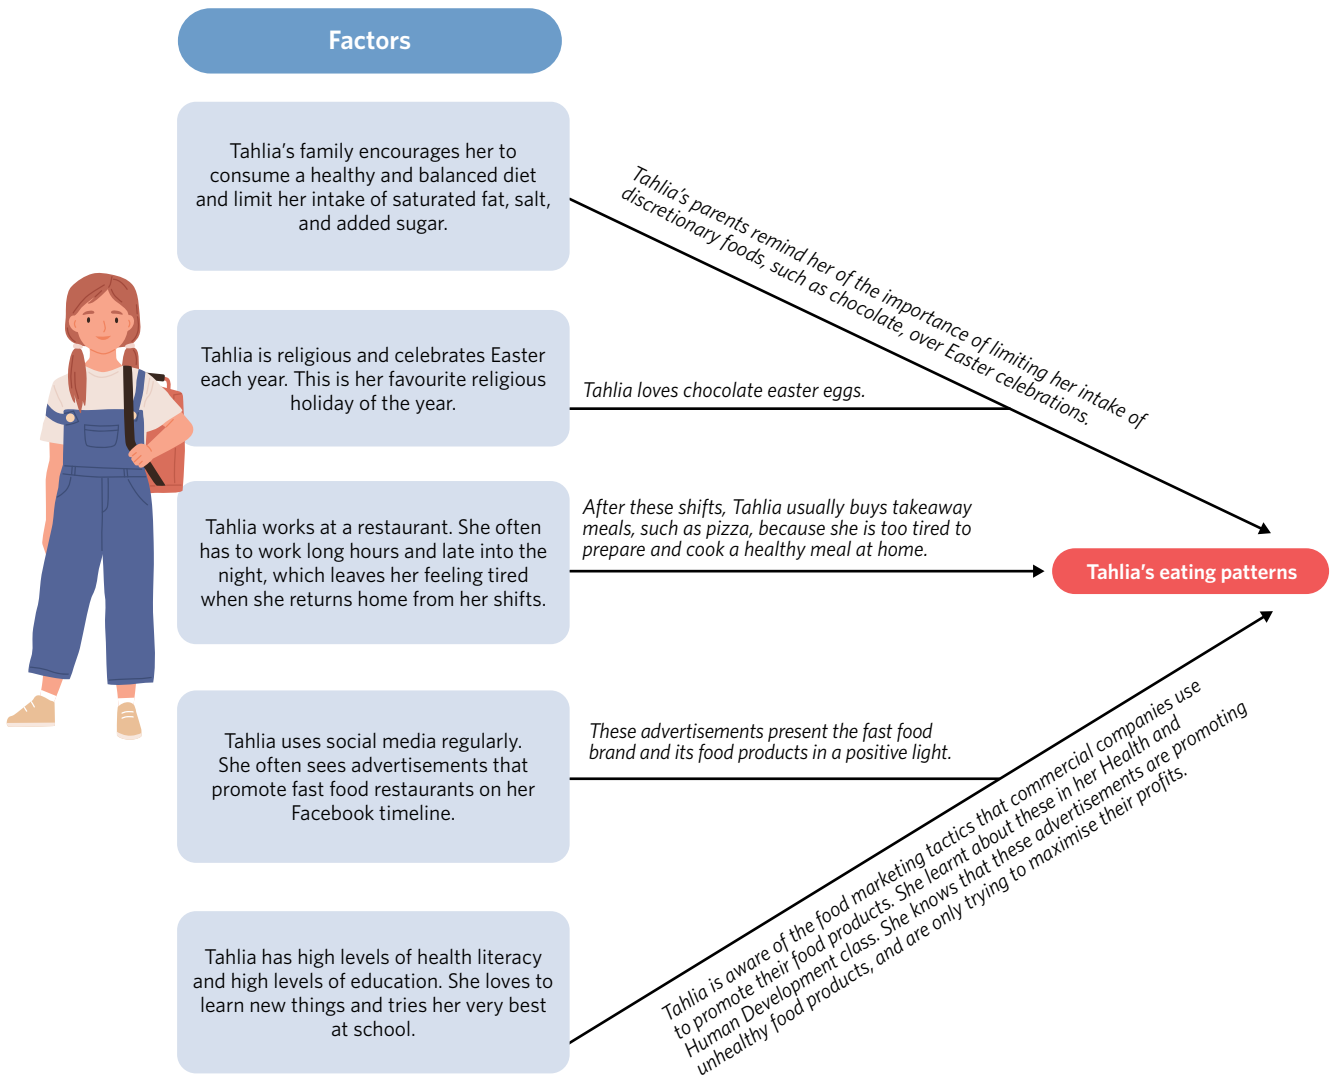 Factors
Tahlia's family encourages her to
consume a healthy and balanced diet
and limit her intake of saturated fat, salt,
and added sugar.
Tahlia's parents remind her of the importance of limiting her intake of
discretionary foods, such as chocolate, over Easter celebrations.
Tahlia is religious and celebrates Easter
each year. This is her favourite religious
holiday of the year.
Tahlia loves chocolate easter eggs.
Tahlia works at a restaurant. She often
has to work long hours and late into the
night, which leaves her feeling tired
when she returns home from her shifts.
After these shifts, Tahlia usually buys takeaway
meals, such as pizza, because she is too tired to
prepare and cook a healthy meal at home.
Tahlia's eating patterns
Tahlia uses social media regularly.
She often sees advertisements that
promote fast food restaurants on her
Facebook timeline.
These advertisements present the fast food
brand and its food products in a positive light.
Tahlia has high levels of health literacy
and high levels of education. She loves to
learn new things and tries her very best
at school.
Tahlia is aware of the food marketing tactics that commercial companies use
to promote their food products. She learnt about these in her Health and
Human Development class. She knows that these advertisements are promoting
unhealthy food products, and are only trying to maximise their profits.